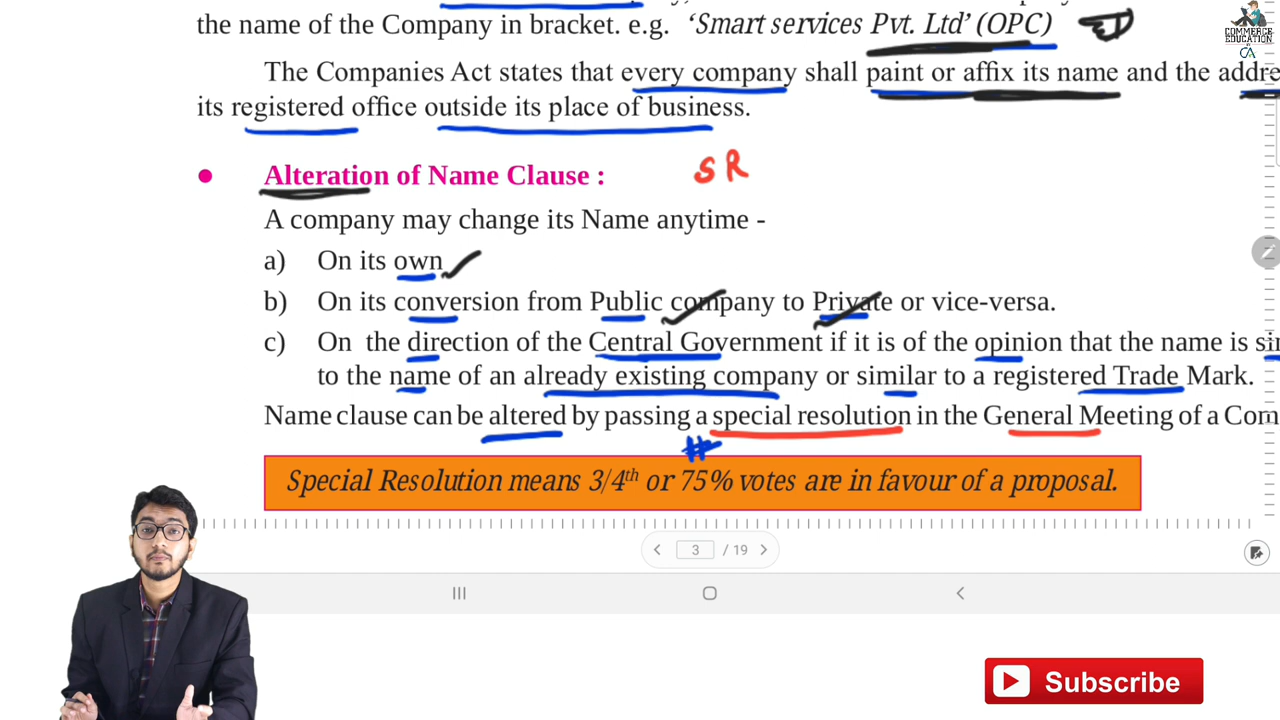 the name of the Company in bracket. e.g. ‘Smart services Pvt. Ltd’ (OPC)
COMMERCE
EDUCATION
BY
CA
The Companies Act states that every company shall paint or affix its name and the addre
its registered office outside its place of business.
● Alteration of Name Clause : SR
A company may change its Name anytime -
a) On its own
b) On its conversion from Public company to Private or vice-versa.
c) On the direction of the Central Government if it is of the opinion that the name is sin
to the name of an already existing company or similar to a registered Trade Mark.
Name clause can be altered by passing a special resolution in the General Meeting of a Com
Special Resolution means 3/4th or 75% votes are in favour of a proposal.
3 / 19
Subscribe